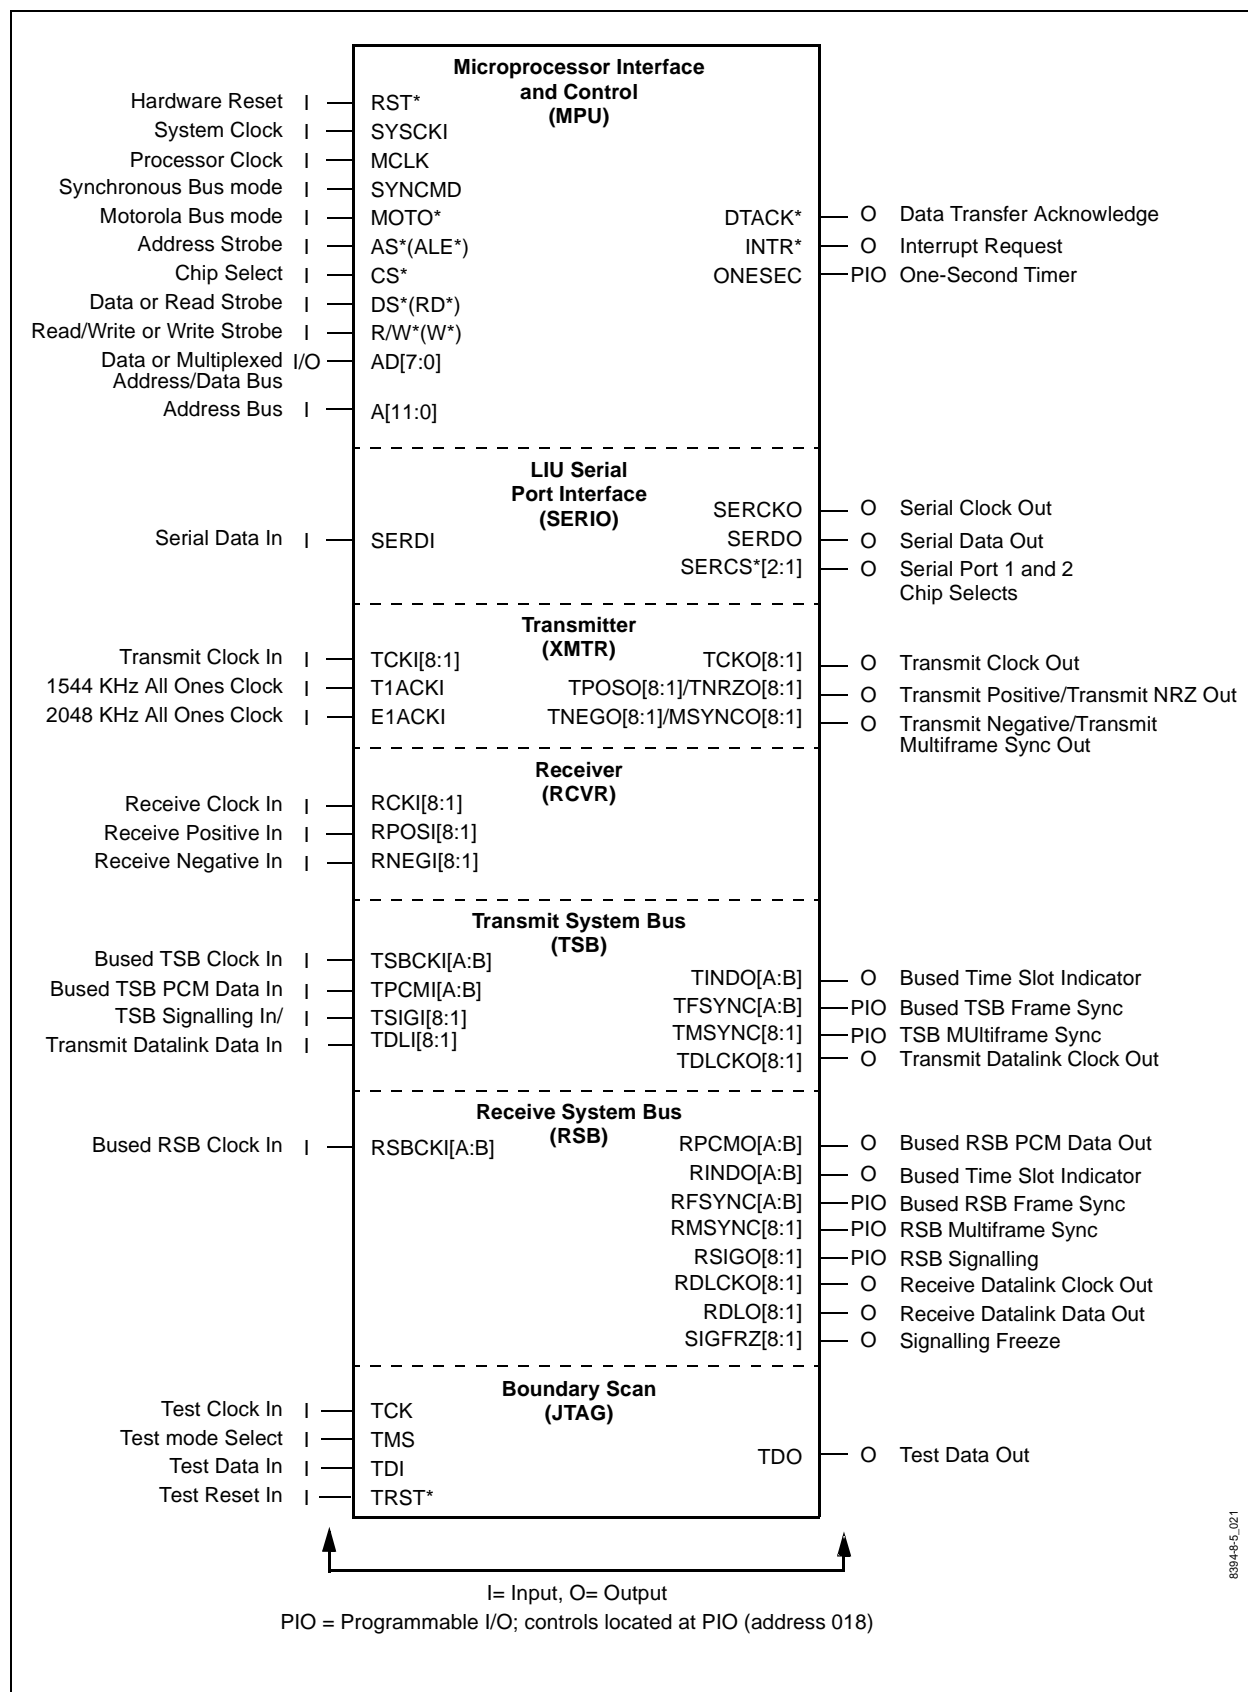 Microprocessor Interface
and Control
(MPU)
Hardware Reset I RST*
System Clock I SYSCKI
Processor Clock I MCLK
Synchronous Bus mode I SYNCMD
Motorola Bus mode I MOTO* DTACK* O Data Transfer Acknowledge
Address Strobe I AS*(ALE*) INTR* O Interrupt Request
Chip Select I CS* ONESEC PIO One-Second Timer
Data or Read Strobe I DS*(RD*)
Read/Write or Write Strobe I R/W*(W*)
Data or Multiplexed I/O AD[7:0]
Address/Data Bus
Address Bus I A[11:0]
LIU Serial
Port Interface
(SERIO)
SERCKO O Serial Clock Out
Serial Data In I SERDI SERDO O Serial Data Out
SERCS*[2:1] O Serial Port 1 and 2
Chip Selects
Transmitter
(XMTR)
Transmit Clock In I TCKI[8:1] TCKO[8:1] O Transmit Clock Out
1544 KHz All Ones Clock I T1ACKI TPOSO[8:1]/TNRZO[8:1] O Transmit Positive/Transmit NRZ Out
2048 KHz All Ones Clock I E1ACKI TNEGO[8:1]/MSYNCO[8:1] O Transmit Negative/Transmit
Multiframe Sync Out
Receiver
(RCVR)
Receive Clock In I RCKI[8:1]
Receive Positive In I RPOSI[8:1]
Receive Negative In I RNEGI[8:1]
Transmit System Bus
(TSB)
Bused TSB Clock In I TSBCKI[A:B] TINDO[A:B] O Bused Time Slot Indicator
Bused TSB PCM Data In I TPCMI[A:B] TFSYNC[A:B] PIO Bused TSB Frame Sync
TSB Signalling In/ I TSIGI[8:1] TMSYNC[8:1] PIO TSB MUltiframe Sync
Transmit Datalink Data In I TDLI[8:1] TDLCKO[8:1] O Transmit Datalink Clock Out
Receive System Bus
(RSB)
Bused RSB Clock In I RSBCKI[A:B] RPCMO[A:B] O Bused RSB PCM Data Out
RINDO[A:B] O Bused Time Slot Indicator
RFSYNC[A:B] PIO Bused RSB Frame Sync
RMSYNC[8:1] PIO RSB Multiframe Sync
RSIGO[8:1] PIO RSB Signalling
RDLCKO[8:1] O Receive Datalink Clock Out
RDLO[8:1] O Receive Datalink Data Out
SIGFRZ[8:1] O Signalling Freeze
Boundary Scan
(JTAG)
Test Clock In I TCK
Test mode Select I TMS
Test Data In I TDI TDO O Test Data Out
Test Reset In I TRST*
I= Input, O= Output
PIO = Programmable I/O; controls located at PIO (address 018)
8394-8-5_021